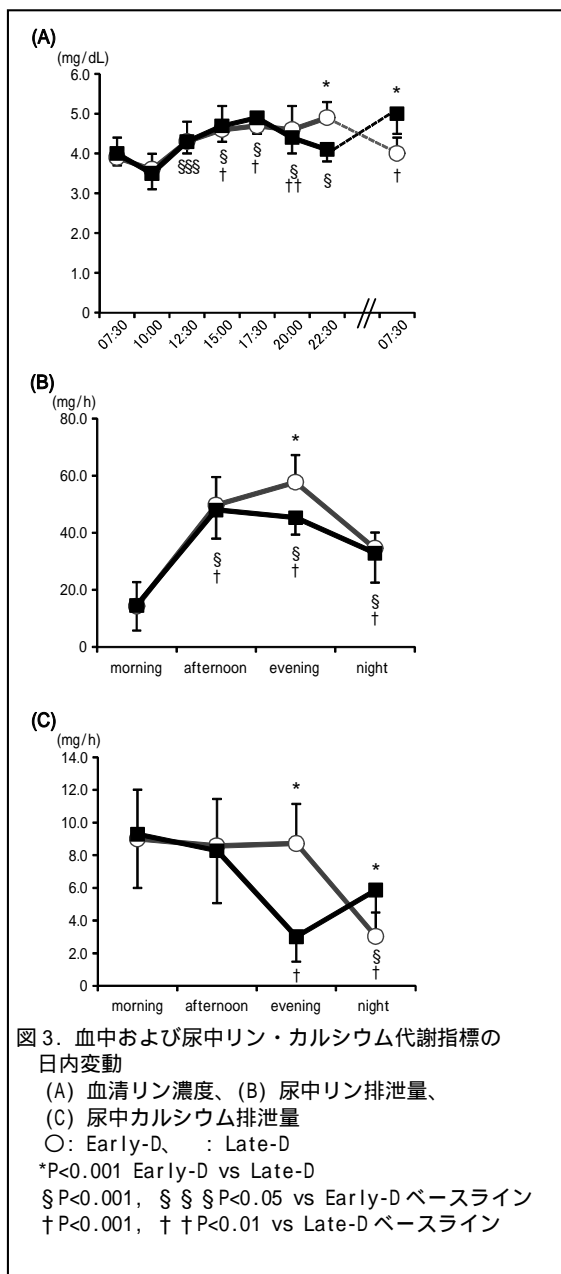 (A)
(mg/dL)
6.0
5.0
4.0
3.0
2.0
1.0
0
* *
§§§ § § § § †
† † ††
07:30 10:00 12:30 15:00 17:30 20:00 22:30 // 07:30
(B)
(mg/h)
80.0
60.0
40.0
20.0
0
*
§ § §
† † †
morning afternoon evening night
(C)
(mg/h)
14.0
12.0
10.0
8.0
6.0
4.0
2.0
0
*
*
§
† †
morning afternoon evening night
図 3. 血中および尿中リン・カルシウム代謝指標の
日内変動
(A) 血清リン濃度、(B) 尿中リン排泄量、
(C) 尿中カルシウム排泄量
○: Early-D、 : Late-D
*P<0.001 Early-D vs Late-D
§P<0.001, §§§P<0.05 vs Early-D ベースライン
†P<0.001, ††P<0.01 vs Late-D ベースライン